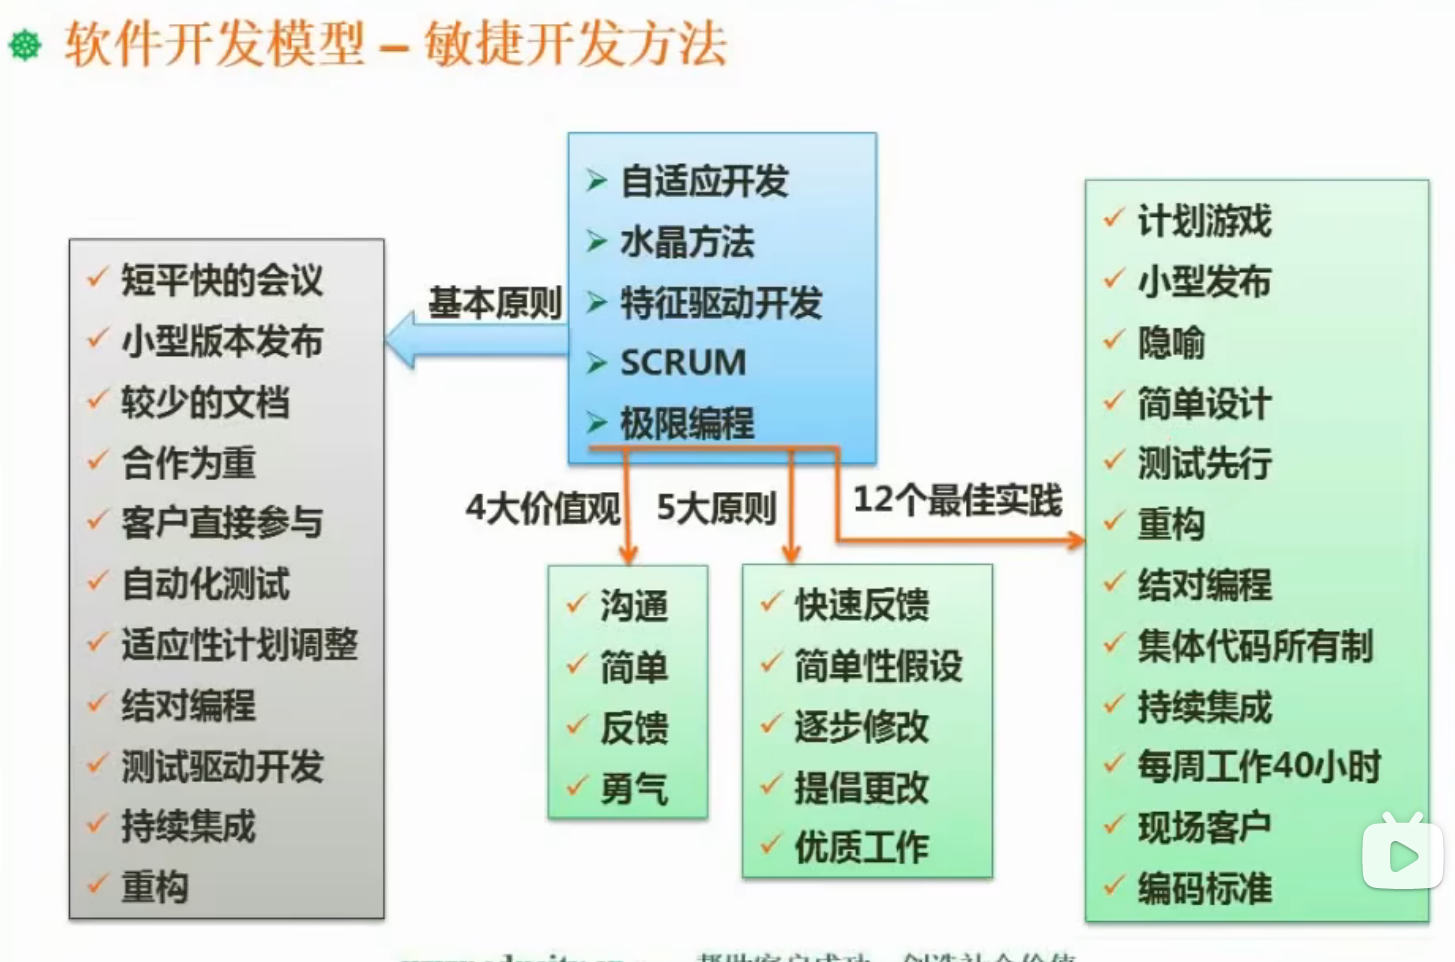 软件开发模型 – 敏捷开发方法
自适应开发
水晶方法
特征驱动开发
SCRUM
极限编程
基本原则
短平快的会议
小型版本发布
较少的文档
合作为重
客户直接参与
自动化测试
适应性计划调整
结对编程
测试驱动开发
持续集成
重构
4大价值观
沟通
简单
反馈
勇气
5大原则
快速反馈
简单性假设
逐步修改
提倡更改
优质工作
12个最佳实践
计划游戏
小型发布
隐喻
简单设计
测试先行
重构
结对编程
集体代码所有制
持续集成
每周工作40小时
现场客户
编码标准